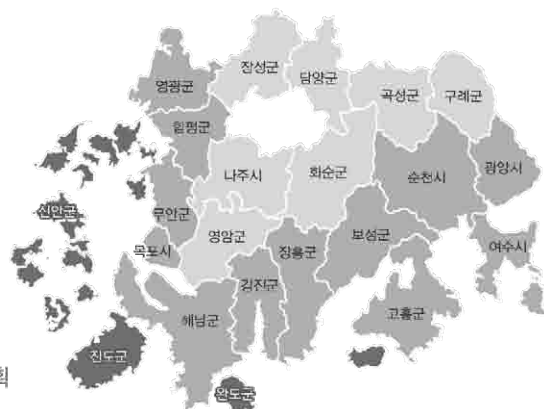 장성군
담양군
영광군
곡성군
구례군
함평군
나주시
화순군
순천시
광양시
신안군
무안군
목포시
영암군
장흥군
보성군
여수시
강진군
해남군
고흥군
진도군
완도군
획